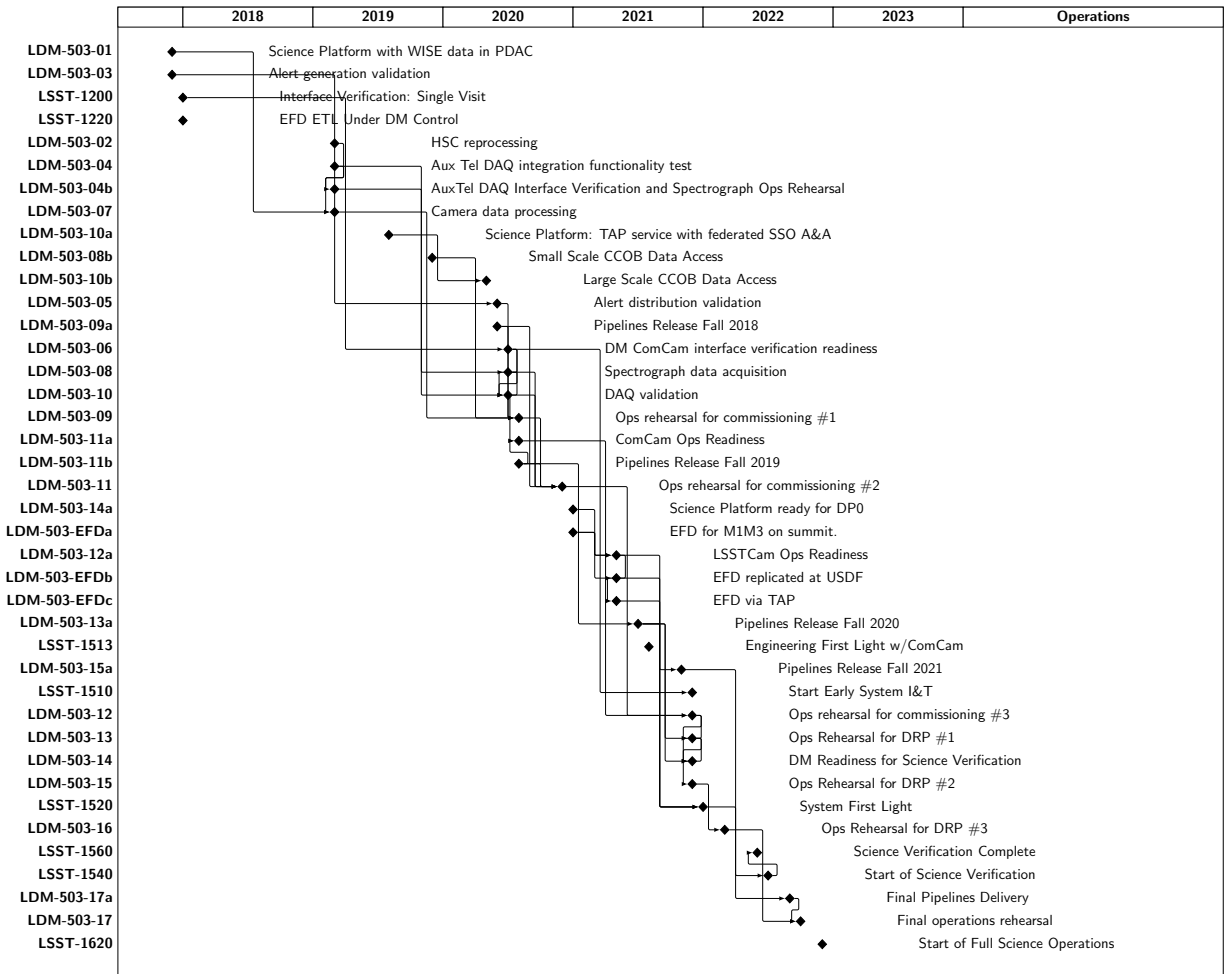 2018 2019 2020 2021 2022 2023 Operations
LDM-503-01 Science Platform with WISE data in PDAC
LDM-503-03 Alert generation validation
LSST-1200 Interface Verification: Single Visit
LSST-1220 EFD ETL Under DM Control
LDM-503-02 HSC reprocessing
LDM-503-04 Aux Tel DAQ integration functionality test
LDM-503-04b AuxTel DAQ Interface Verification and Spectrograph Ops Rehearsal
LDM-503-07 Camera data processing
LDM-503-10a Science Platform: TAP service with federated SSO A&A
LDM-503-08b Small Scale CCOB Data Access
LDM-503-10b Large Scale CCOB Data Access
LDM-503-05 Alert distribution validation
LDM-503-09a Pipelines Release Fall 2018
LDM-503-06 DM ComCam interface verification readiness
LDM-503-08 Spectrograph data acquisition
LDM-503-10 DAQ validation
LDM-503-09 Ops rehearsal for commissioning #1
LDM-503-11a ComCam Ops Readiness
LDM-503-11b Pipelines Release Fall 2019
LDM-503-11 Ops rehearsal for commissioning #2
LDM-503-14a Science Platform ready for DP0
LDM-503-EFDa EFD for M1M3 on summit.
LDM-503-12a LSSTCam Ops Readiness
LDM-503-EFDb EFD replicated at USDF
LDM-503-EFDc EFD via TAP
LDM-503-13a Pipelines Release Fall 2020
LSST-1513 Engineering First Light w/ComCam
LDM-503-15a Pipelines Release Fall 2021
LSST-1510 Start Early System I&T
LDM-503-12 Ops rehearsal for commissioning #3
LDM-503-13 Ops Rehearsal for DRP #1
LDM-503-14 DM Readiness for Science Verification
LDM-503-15 Ops Rehearsal for DRP #2
LSST-1520 System First Light
LDM-503-16 Ops Rehearsal for DRP #3
LSST-1560 Science Verification Complete
LSST-1540 Start of Science Verification
LDM-503-17a Final Pipelines Delivery
LDM-503-17 Final operations rehearsal
LSST-1620 Start of Full Science Operations